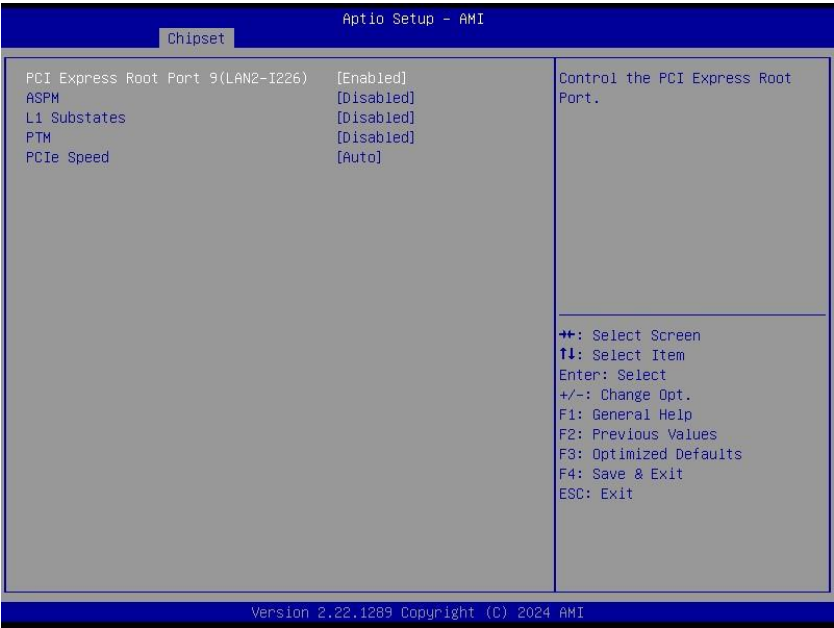 Aptio Setup - AMI
Chipset
PCI Express Root Port 9(LAN2-I226) [Enabled]
ASPM [Disabled]
L1 Substates [Disabled]
PTM [Disabled]
PCIe Speed [Auto]
Control the PCI Express Root
Port.
→←: Select Screen
↑↓: Select Item
Enter: Select
+/-: Change Opt.
F1: General Help
F2: Previous Values
F3: Optimized Defaults
F4: Save & Exit
ESC: Exit
Version 2.22.1289 Copyright (C) 2024 AMI